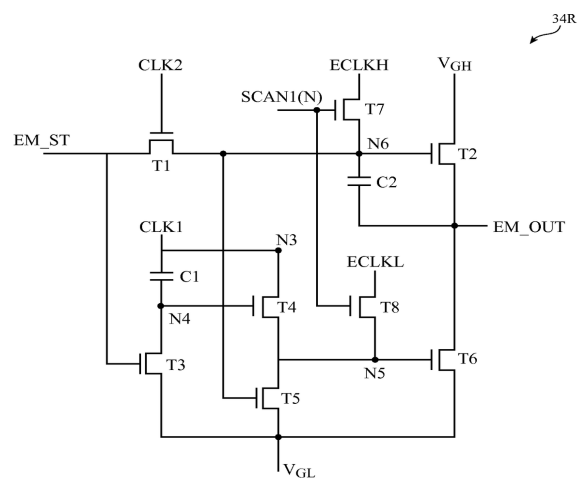 34R
CLK2
ECLKH
VGH
SCAN1(N)
T7
EM_ST
T1
N6
T2
C2
CLK1
N3
EM_OUT
C1
ECLKL
N4
T4
T8
T3
N5
T6
T5
VGL